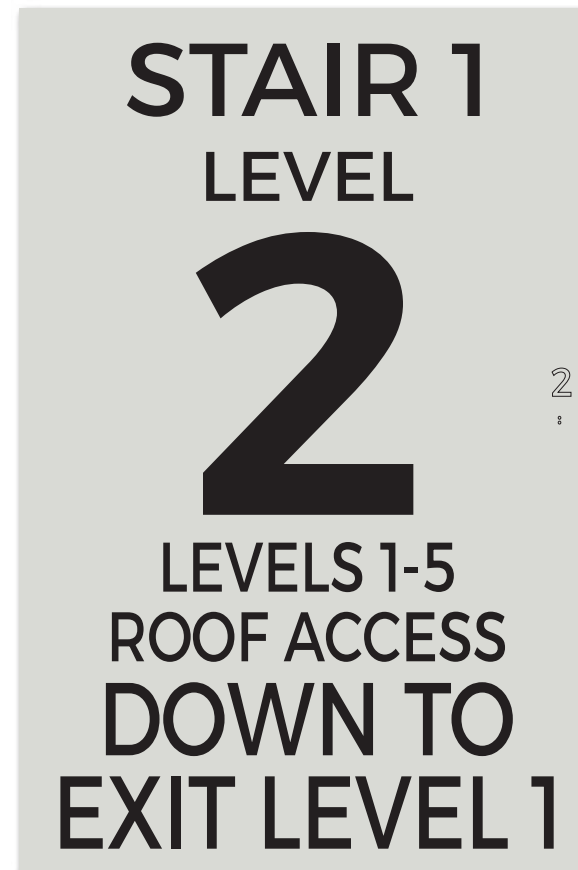 STAIR 1
LEVEL
2
2
LEVELS 1-5
ROOF ACCESS
DOWN TO
EXIT LEVEL 1